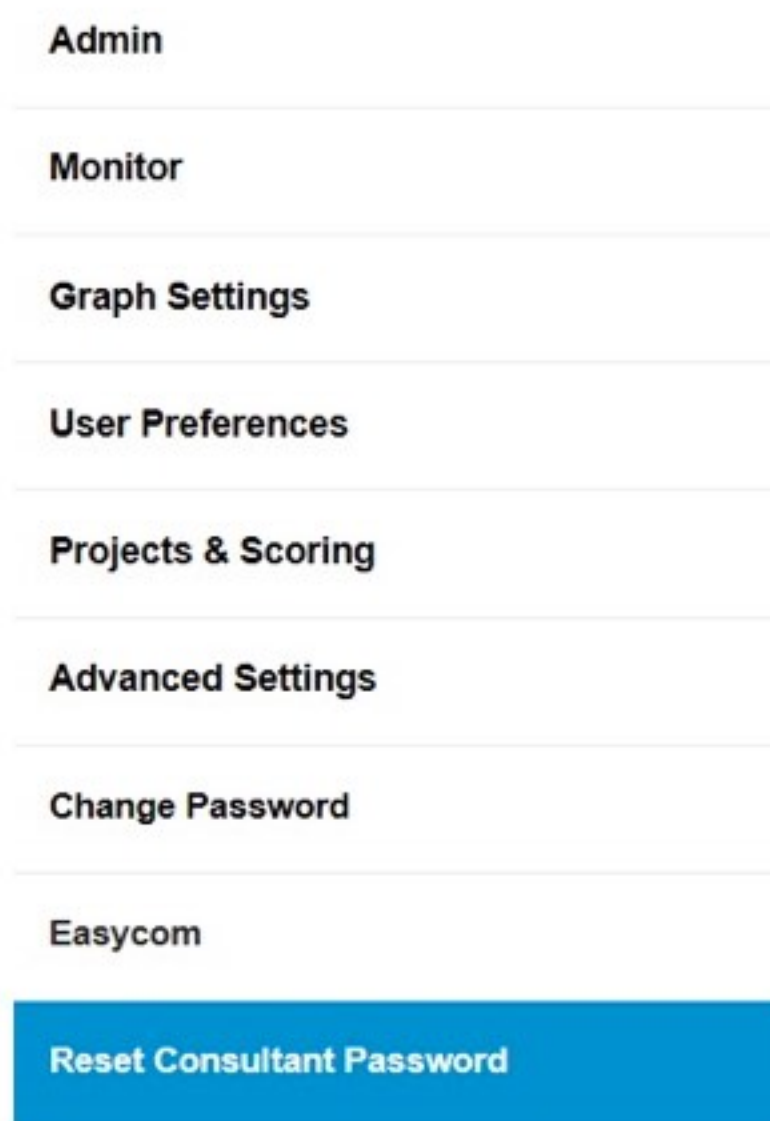 Admin
Monitor
Graph Settings
User Preferences
Projects & Scoring
Advanced Settings
Change Password
Easycom
Reset Consultant Password